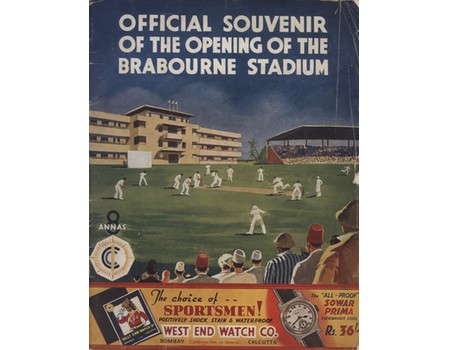 OFFICIAL SOUVENIR
OF THE OPENING OF THE
BRABOURNE STADIUM
8
ANNAS
CCI
The choice of --
SPORTSMEN!
POSITIVELY SHOCK, STAIN & WATERPROOF
WEST END WATCH CO.
BOMBAY
CALCUTTA
The "ALL-PROOF"
SOWAR
PRIMA
Rs. 36/-